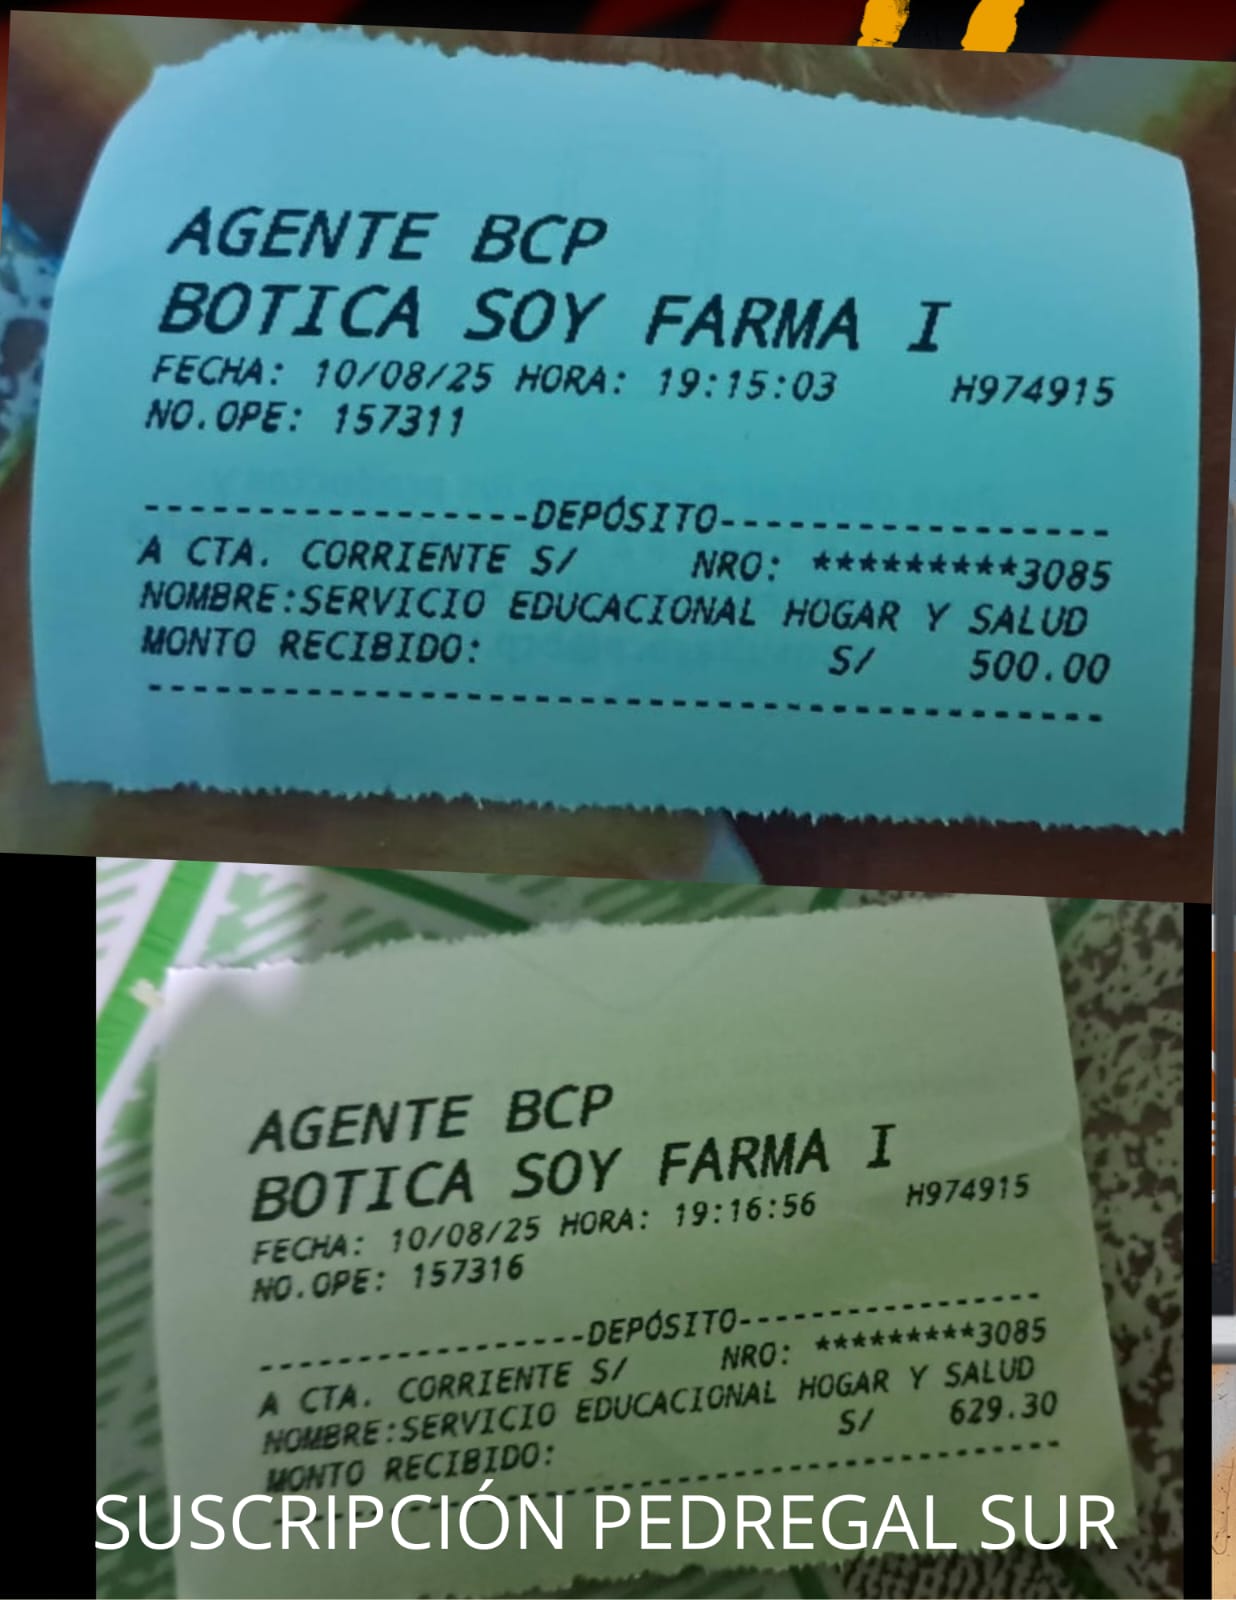 AGENTE BCP
BOTICA SOY FARMA I
FECHA: 10/08/25 HORA: 19:15:03 H974915
NO.OPE: 157311
-----------------DEPÓSITO-----------------
A CTA. CORRIENTE S/ NRO: *********3085
NOMBRE:SERVICIO EDUCACIONAL HOGAR Y SALUD
MONTO RECIBIDO: S/ 500.00
AGENTE BCP
BOTICA SOY FARMA I
FECHA: 10/08/25 HORA: 19:16:56 H974915
NO.OPE: 157316
-----------------DEPÓSITO-----------------
A CTA. CORRIENTE S/ NRO: *********3085
NOMBRE:SERVICIO EDUCACIONAL HOGAR Y SALUD
MONTO RECIBIDO: S/ 629.30
SUSCRIPCIÓN PEDREGAL SUR